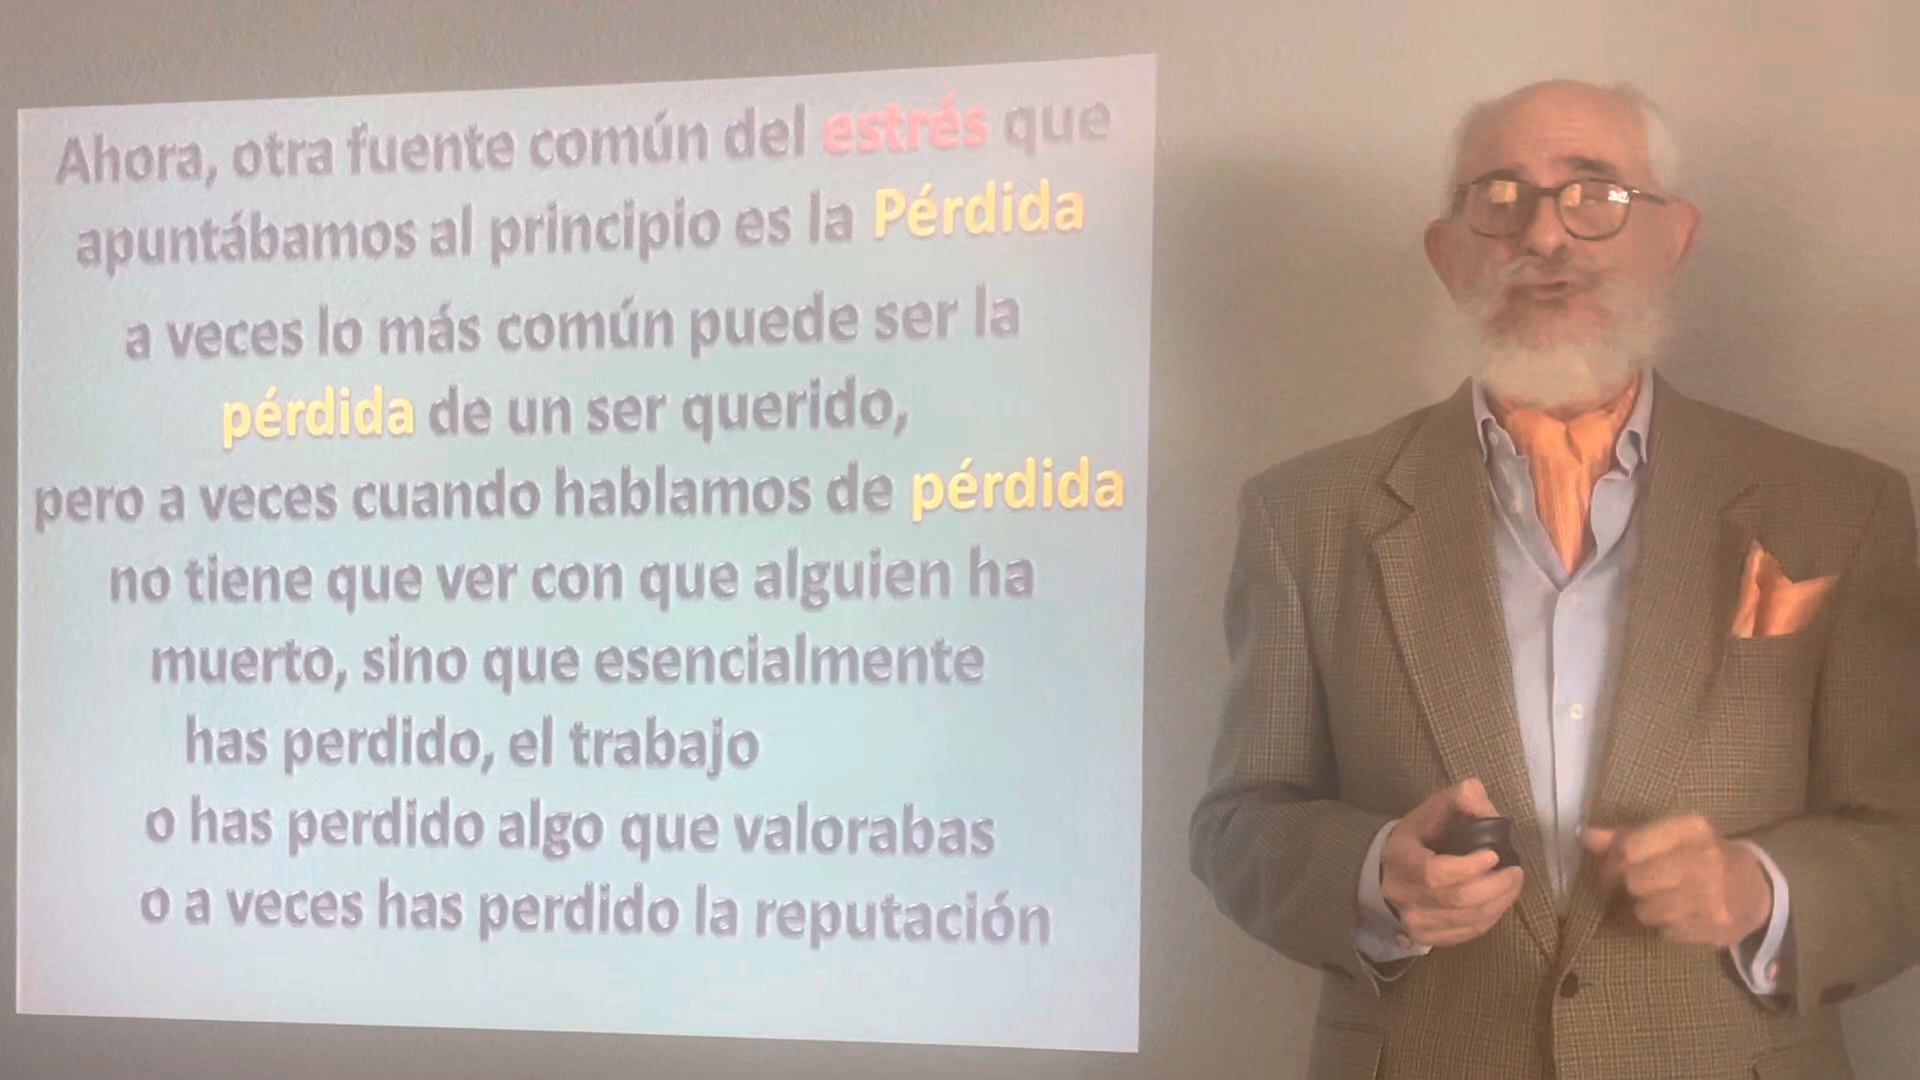 Ahora, otra fuente común del estrés que
apuntábamos al principio es la Pérdida
a veces lo más común puede ser la
pérdida de un ser querido,
pero a veces cuando hablamos de pérdida
no tiene que ver con que alguien ha
muerto, sino que esencialmente
has perdido, el trabajo
o has perdido algo que valorabas
o a veces has perdido la reputación